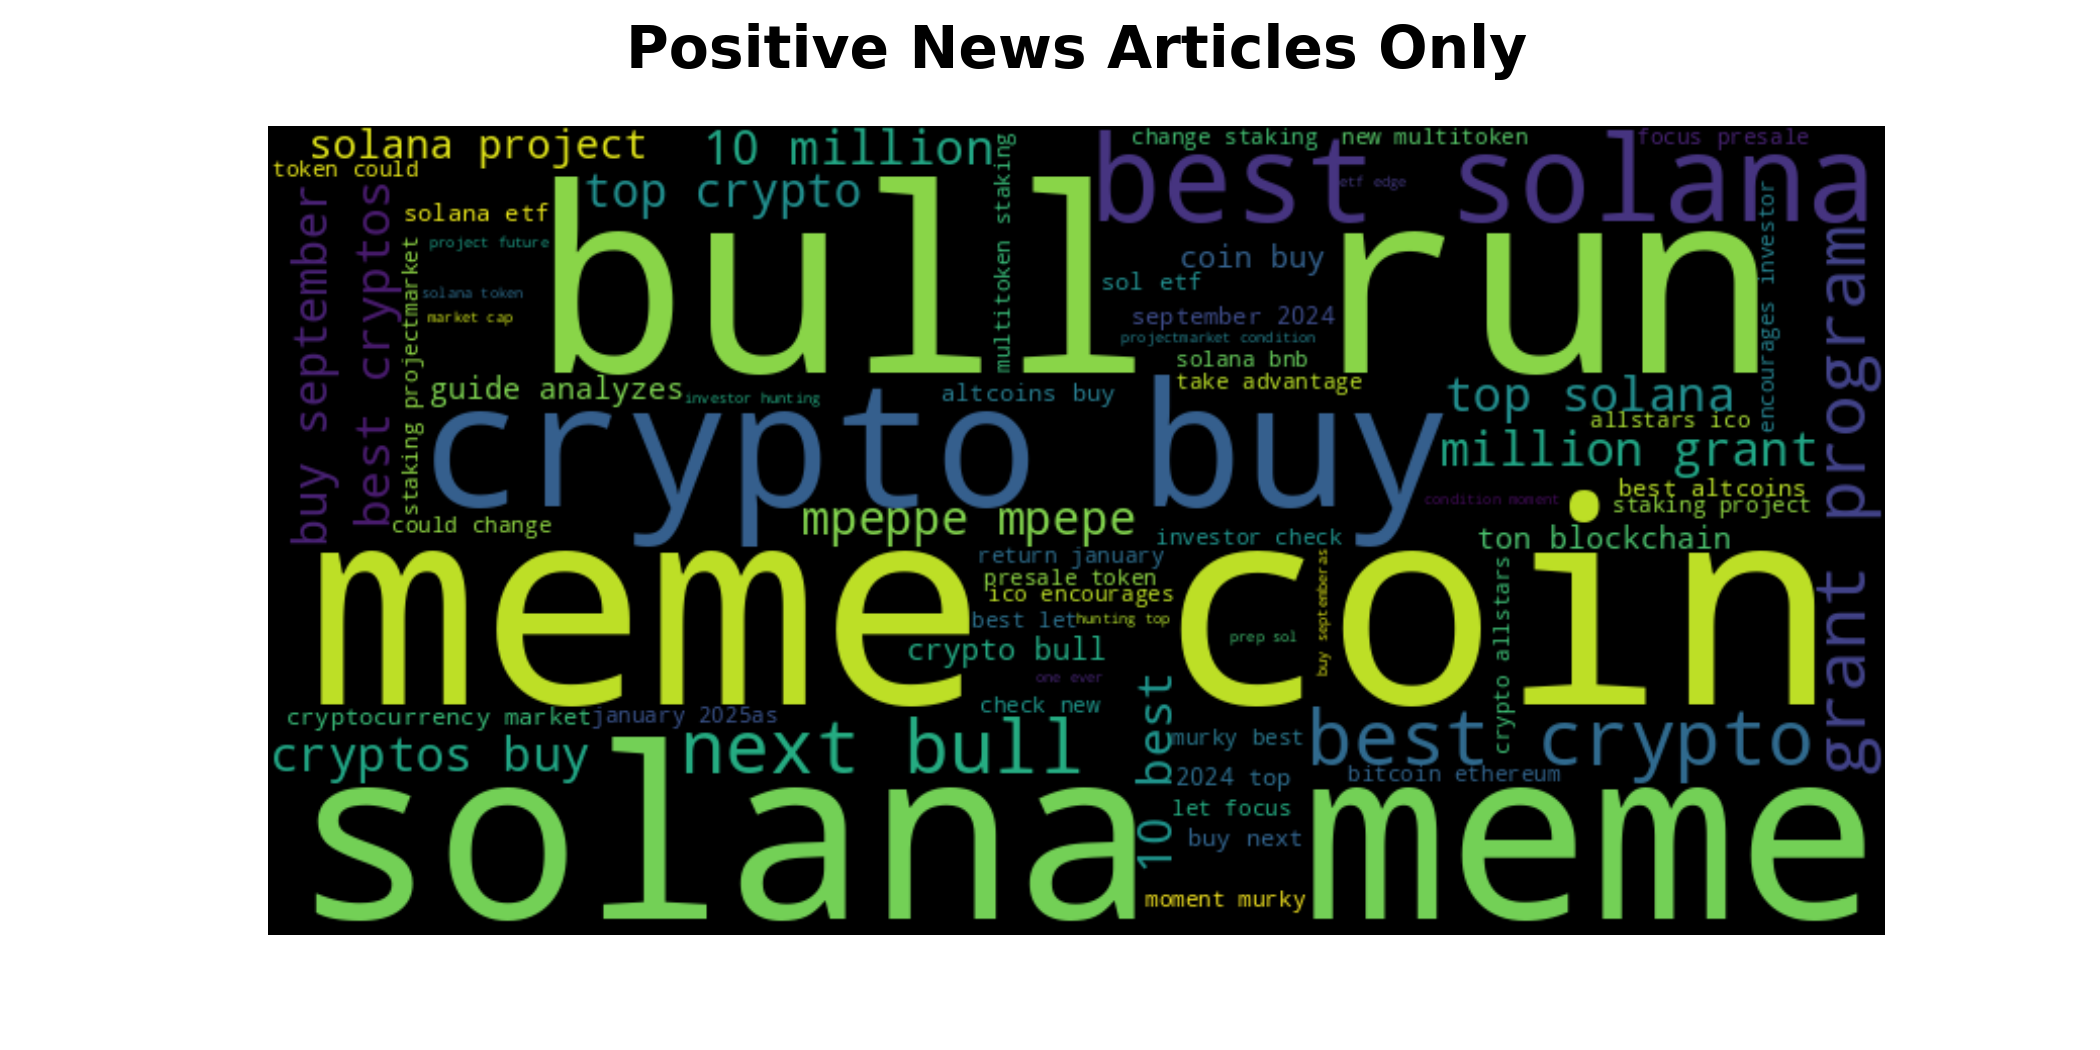 Positive News Articles Only
solana project
10 million
change staking
new multitoken
focus presale
token could
top crypto
best solana
etf edge
multitoken staking
buy september
best cryptos
solana etf
project future
staking projectmarket
solana token
market cap
bull run
coin buy
sol etf
september 2024
projectmarket condition
solana bnb
take advantage
encourages investor
grant programs
guide analyzes
investor hunting
altcoins buy
top solana
allstars ico
crypto buy
million grant
condition moment
best altcoins
staking project
could change
mpeppe mpepe
investor check
ton blockchain
return january
presale token
ico encourages
best let
hunting top
buy septemberas
prep sol
meme coin
crypto allstars
crypto bull
one ever
check new
10 best
cryptocurrency market
january 2025as
cryptos buy
next bull
murky best
best crypto
2024 top
bitcoin ethereum
let focus
buy next
solana meme
moment murky